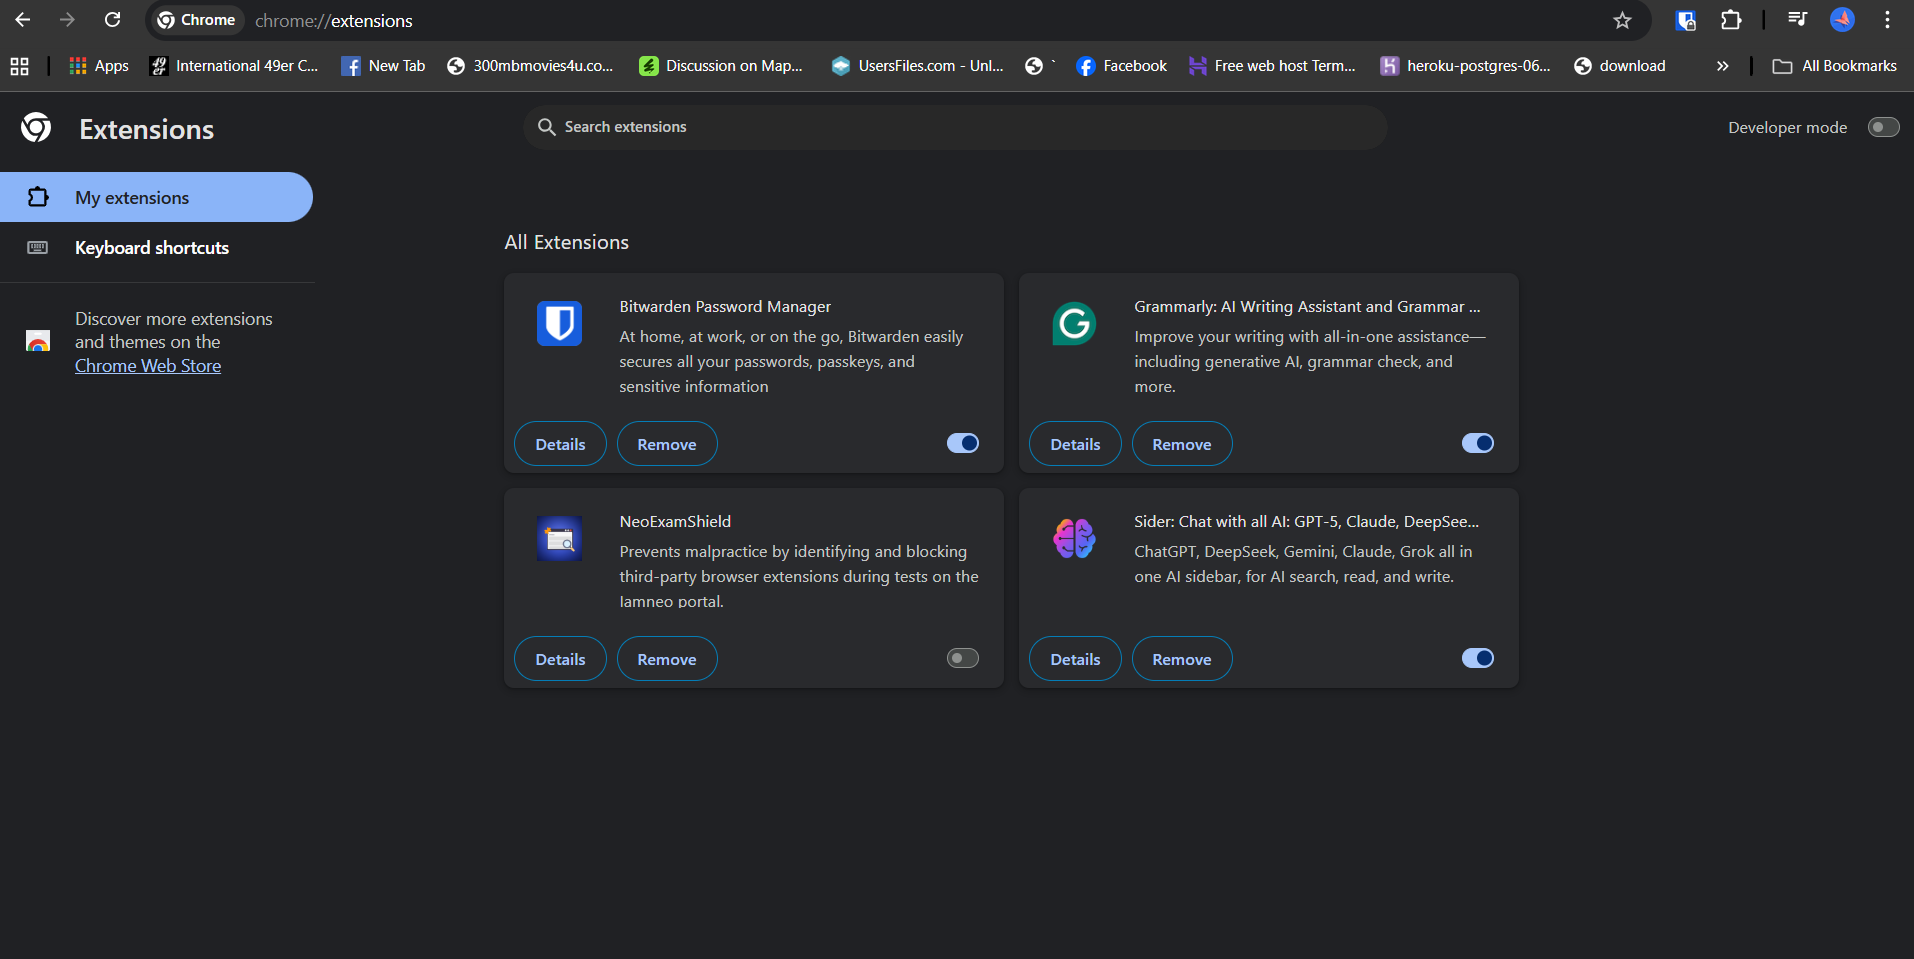 Chrome chrome://extensions
Apps International 49er C... New Tab 300mbmovies4u.co... Discussion on Map... UsersFiles.com - Unl... ` Facebook Free web host Term... heroku-postgres-06... download » All Bookmarks
Extensions
Search extensions
Developer mode
My extensions
Keyboard shortcuts
Discover more extensions
and themes on the
Chrome Web Store
All Extensions
Bitwarden Password Manager
At home, at work, or on the go, Bitwarden easily
secures all your passwords, passkeys, and
sensitive information
Details Remove
Grammarly: AI Writing Assistant and Grammar ...
Improve your writing with all-in-one assistance—
including generative AI, grammar check, and
more.
Details Remove
NeoExamShield
Prevents malpractice by identifying and blocking
third-party browser extensions during tests on the
Iamneo portal.
Details Remove
Sider: Chat with all AI: GPT-5, Claude, DeepSee...
ChatGPT, DeepSeek, Gemini, Claude, Grok all in
one AI sidebar, for AI search, read, and write.
Details Remove